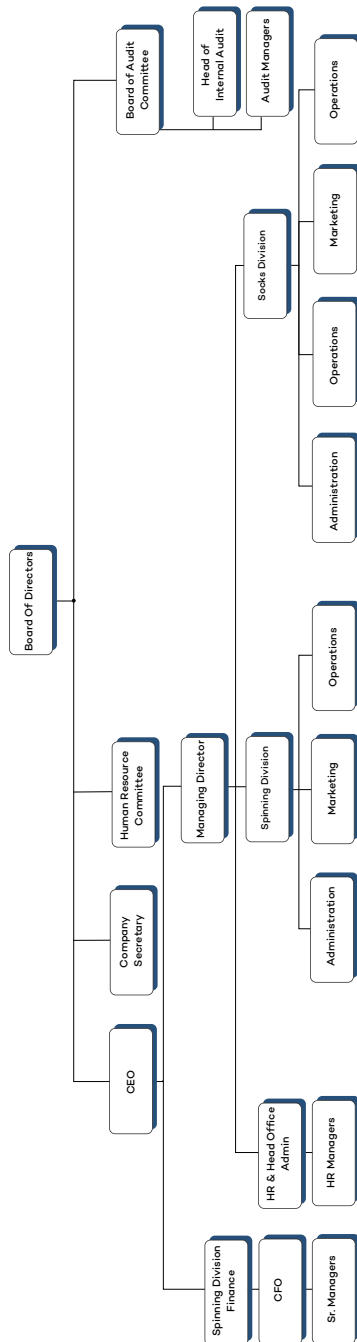 Board Of Directors
CEO
Company
Secretary
Human Resource
Committee
Board of Audit
Committee
Spinning Division
Finance
CFO
Sr. Managers
Managing Director
Head of
Internal Audit
Audit Managers
HR & Head Office
Admin
HR Managers
Spinning Division
Administration
Marketing
Operations
Socks Division
Administration
Operations
Marketing
Operations